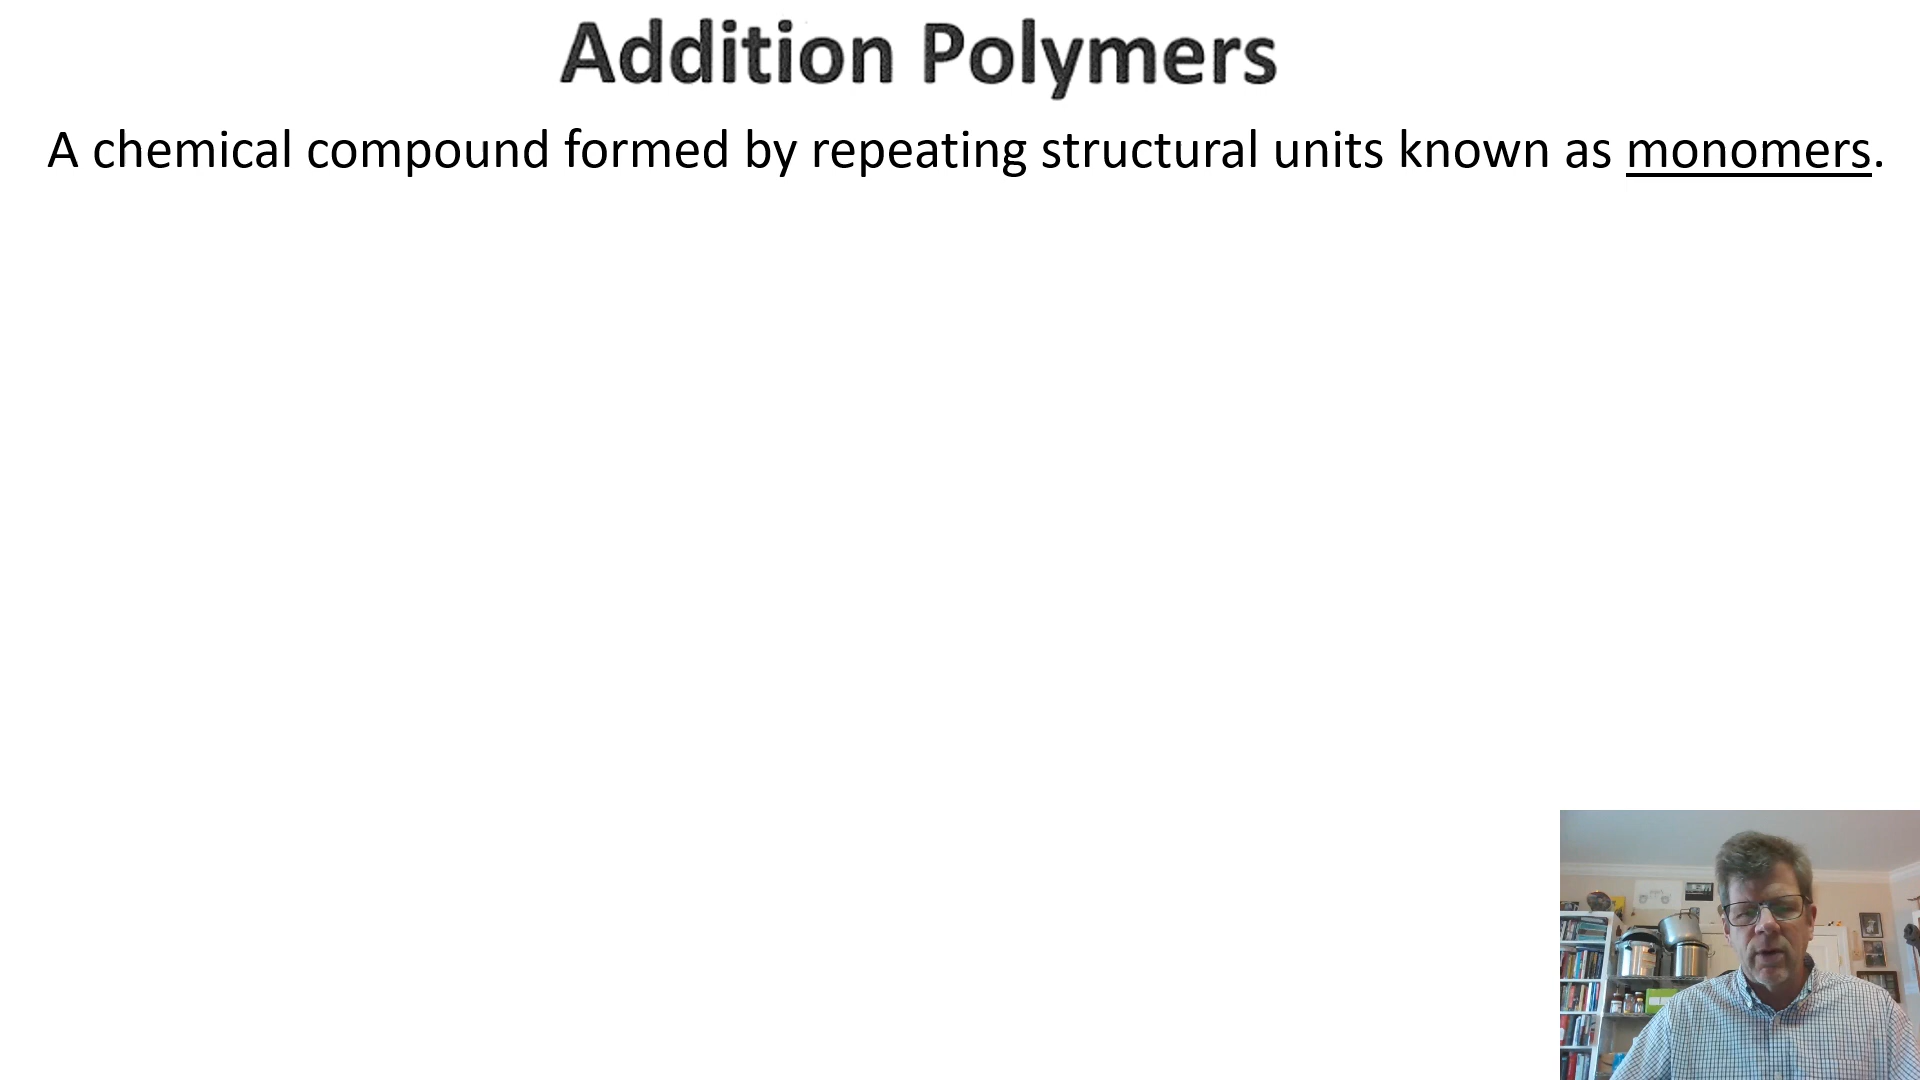 Addition Polymers
A chemical compound formed by repeating structural units known as monomers.